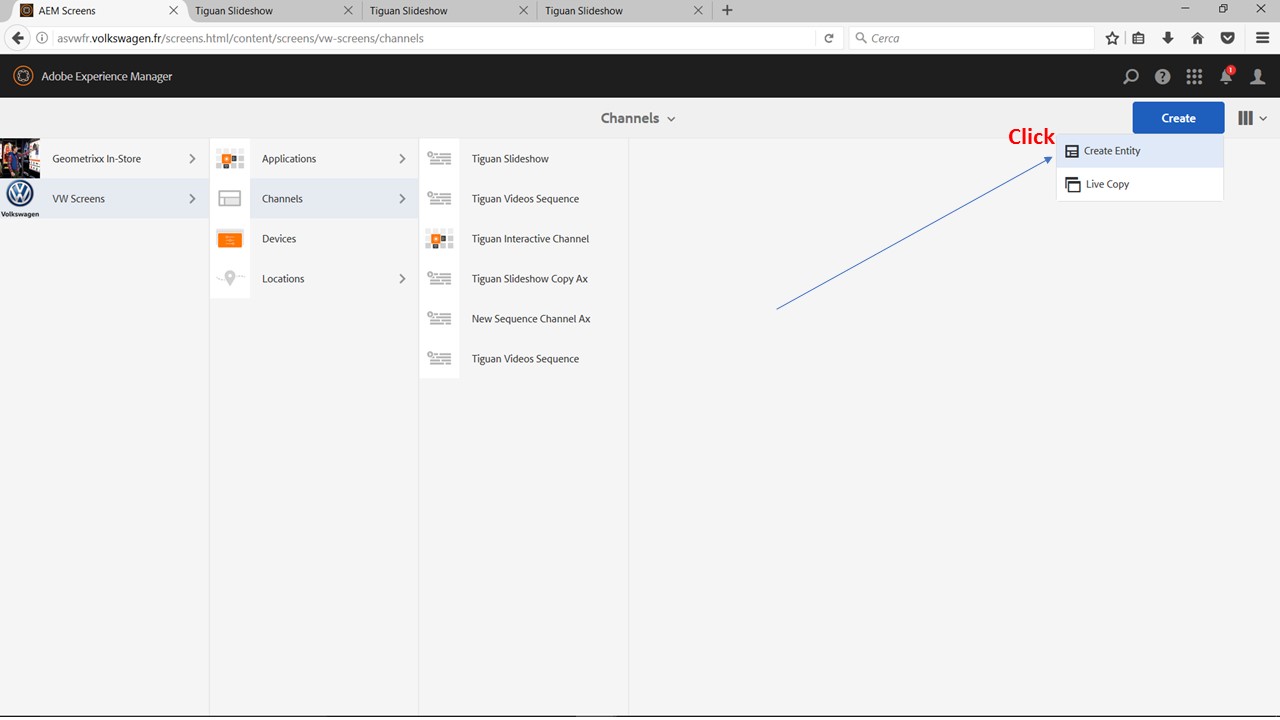 AEM Screens
Tiguan Slideshow
Tiguan Slideshow
Tiguan Slideshow
asvwfr.volkswagen.fr/screens.html/content/screens/vw-screens/channels
Cerca
Adobe Experience Manager
1
Channels
Create
Click
Create Entity
Live Copy
Geometrixx In-Store
VW Screens
Volkswagen
Applications
Channels
Devices
Locations
Tiguan Slideshow
Tiguan Videos Sequence
Tiguan Interactive Channel
Tiguan Slideshow Copy Ax
New Sequence Channel Ax
Tiguan Videos Sequence